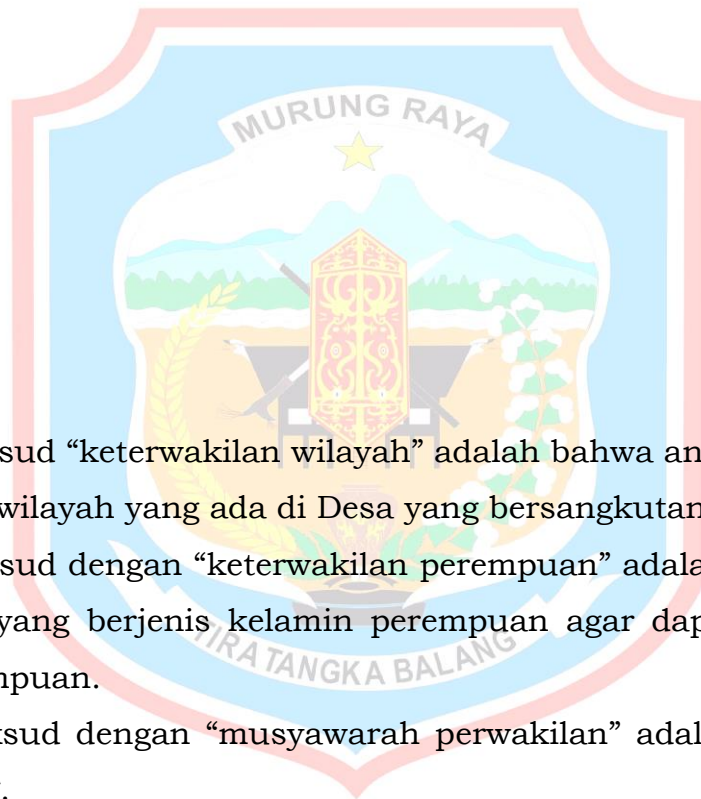 MURUNG RAYA
sud “keterwakilan wilayah” adalah bahwa an
wilayah yang ada di Desa yang bersangkutan
sud dengan “keterwakilan perempuan” adala
yang berjenis kelamin perempuan agar dap
TIRA TANGKA BALANG
npuan.
ksud dengan “musyawarah perwakilan” adal